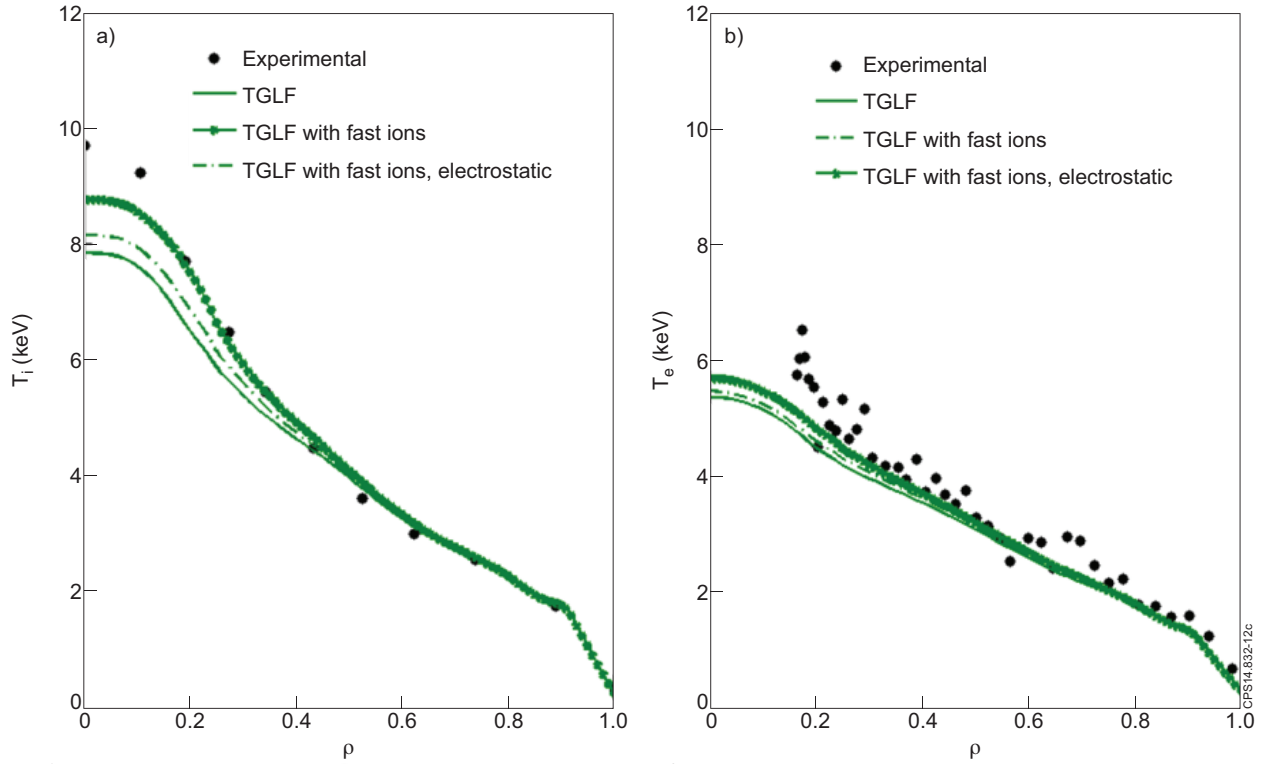 a)
Experimental
TGLF
TGLF with fast ions
TGLF with fast ions, electrostatic
12
10
8
6
4
2
0
Ti (keV)
0 0.2 0.4 0.6 0.8 1.0
ρ
b)
Experimental
TGLF
TGLF with fast ions
TGLF with fast ions, electrostatic
12
10
8
6
4
2
0
Te (keV)
0 0.2 0.4 0.6 0.8 1.0
ρ
CPS14.832-12c